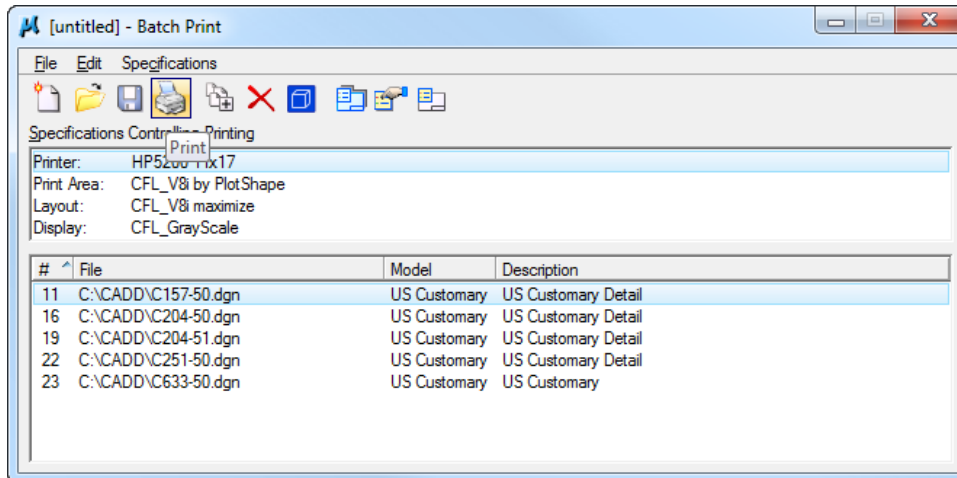 [untitled] - Batch Print
File Edit Specifications
Specifications Controlling Printing
Print
Printer: HP5200
Print Area: CFL_V8i by PlotShape
Layout: CFL_V8i maximize
Display: CFL_GrayScale
# File Model Description
11 C:\CADD\C157-50.dgn US Customary US Customary Detail
16 C:\CADD\C204-50.dgn US Customary US Customary Detail
19 C:\CADD\C204-51.dgn US Customary US Customary Detail
22 C:\CADD\C251-50.dgn US Customary US Customary Detail
23 C:\CADD\C633-50.dgn US Customary US Customary